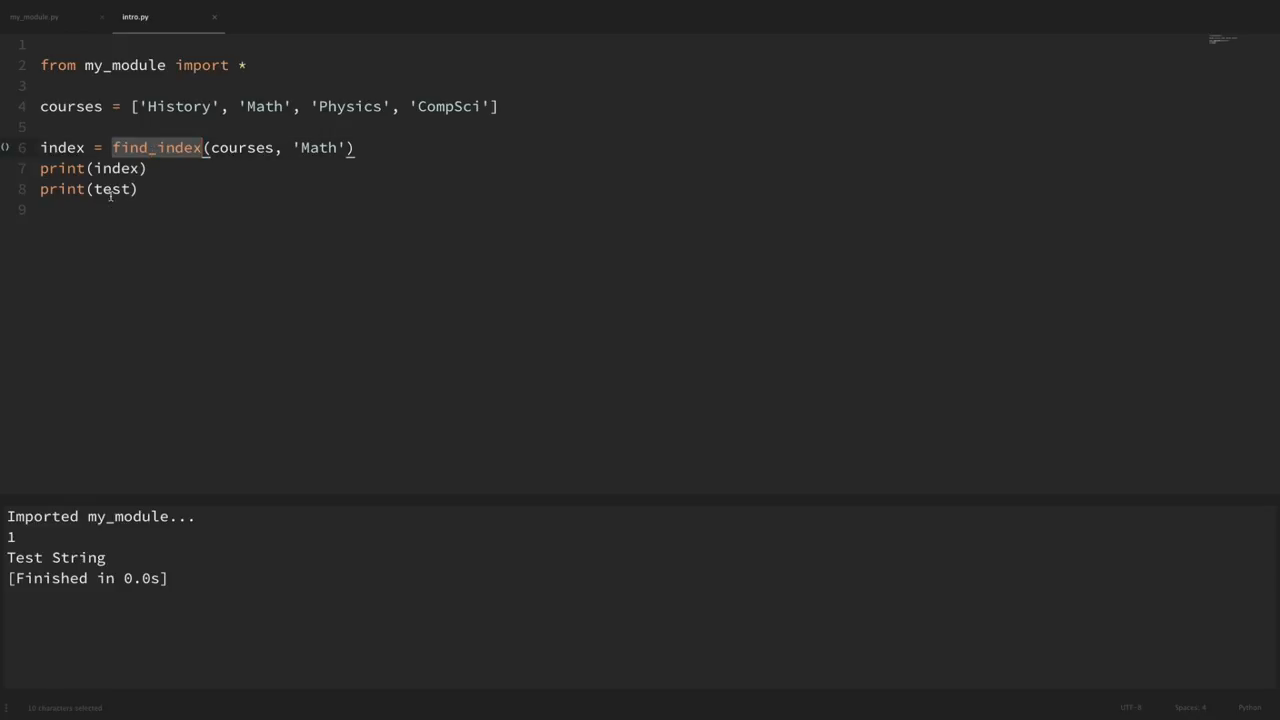 my_module.py × intro.py ×
1
2 from my_module import *
3
4 courses = ['History', 'Math', 'Physics', 'CompSci']
5
() 6 index = find_index(courses, 'Math')
7 print(index)
8 print(test)
9
Imported my_module...
1
Test String
[Finished in 0.0s]
10 characters selected UTF-8 Spaces: 4 Python